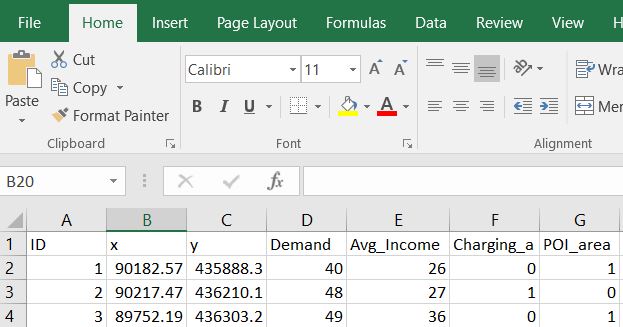 File Home Insert Page Layout Formulas Data Review View H
Cut
Copy
Format Painter
Paste
Calibri 11 A A
B I U A
Wra
Mer
Clipboard Font Alignment
B20 fx
A B C D E F G
1 ID x y Demand Avg_Income Charging_a POI_area
2 1 90182.57 435888.3 40 26 0 1
3 2 90217.47 436210.1 48 27 1 0
4 3 89752.19 436303.2 49 36 0 1